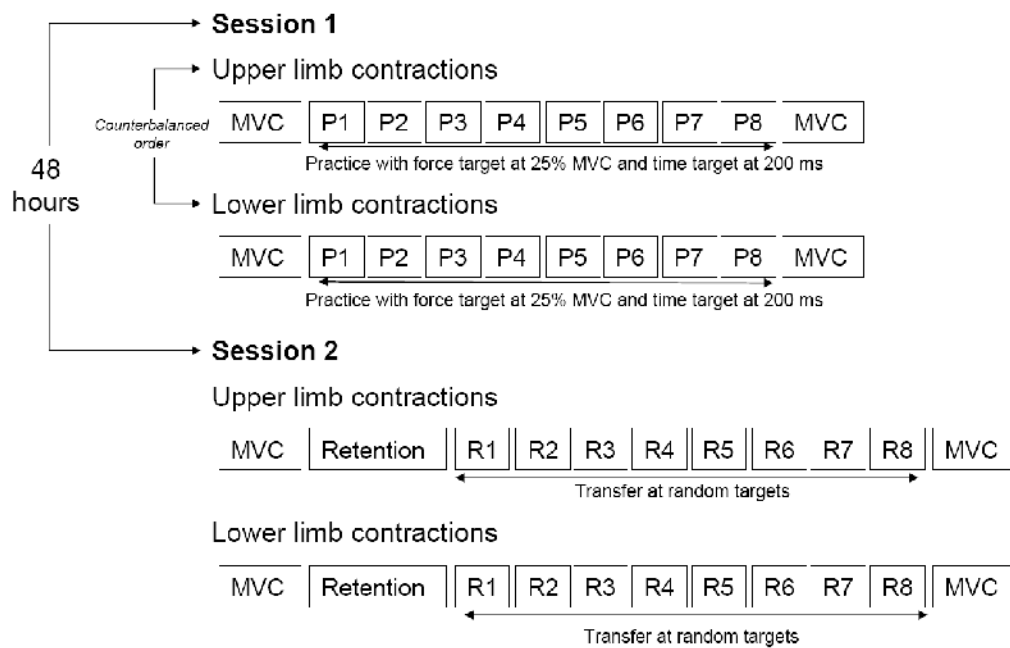 Session 1
Upper limb contractions
Counterbalanced
order
MVC P1 P2 P3 P4 P5 P6 P7 P8 MVC
Practice with force target at 25% MVC and time target at 200 ms
48
hours
Lower limb contractions
MVC P1 P2 P3 P4 P5 P6 P7 P8 MVC
Practice with force target at 25% MVC and time target at 200 ms
Session 2
Upper limb contractions
MVC Retention R1 R2 R3 R4 R5 R6 R7 R8 MVC
Transfer at random targets
Lower limb contractions
MVC Retention R1 R2 R3 R4 R5 R6 R7 R8 MVC
Transfer at random targets